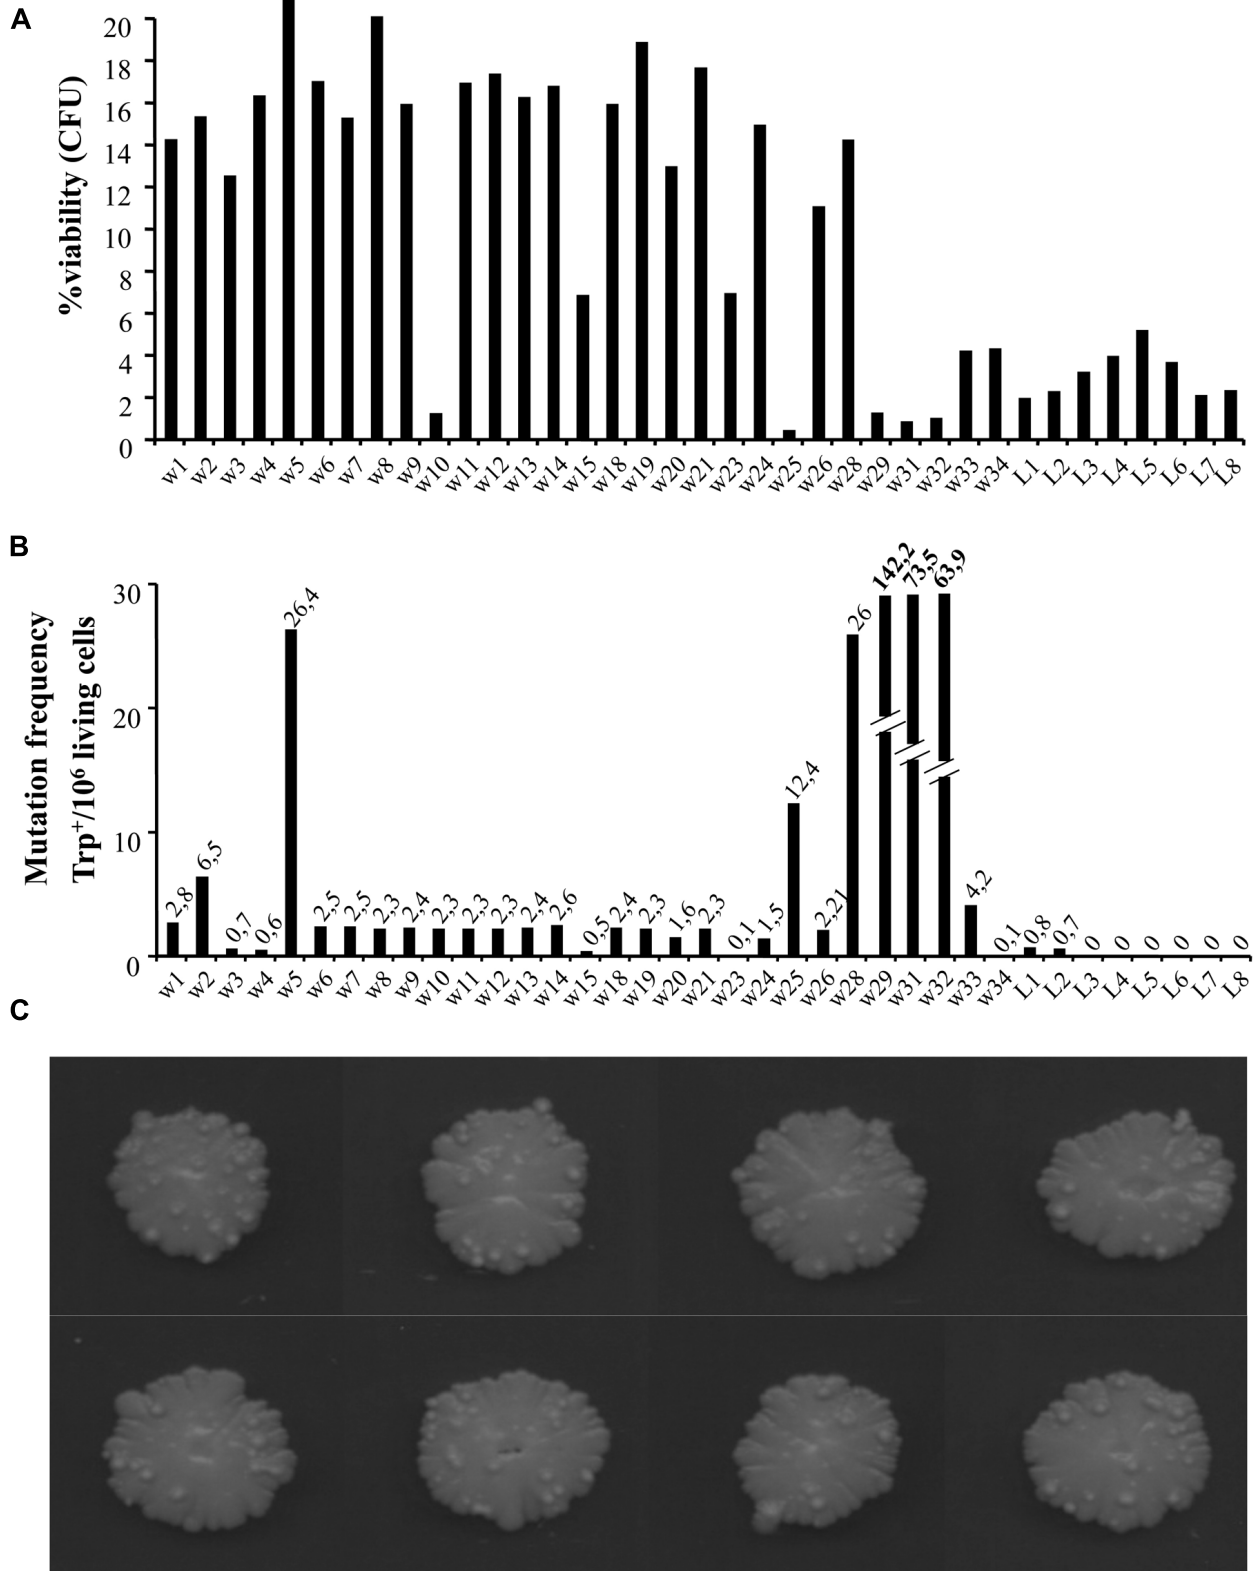 A
%viability (CFU)
20
18
16
14
12
10
8
6
4
2
0
w1 w2 w3 w4 w5 w6 w7 w8 w9 w10 w11 w12 w13 w14 w15 w18 w19 w20 w21 w23 w24 w25 w26 w28 w29 w31 w32 w33 w34 L1 L2 L3 L4 L5 L6 L7 L8
B
Mutation frequency
Trp+/10⁶ living cells
30
20
10
0
2,8 6,5 0,7 0,6 26,4 2,5 2,5 2,3 2,4 2,3 2,3 2,3 2,4 2,6 0,5 2,4 2,3 1,6 2,3 0,1 1,5 12,4 2,21 26 142,2 73,5 63,9 4,2 0,1 0,8 0,7 0 0 0 0 0 0
w1 w2 w3 w4 w5 w6 w7 w8 w9 w10 w11 w12 w13 w14 w15 w18 w19 w20 w21 w23 w24 w25 w26 w28 w29 w31 w32 w33 w34 L1 L2 L3 L4 L5 L6 L7 L8
C